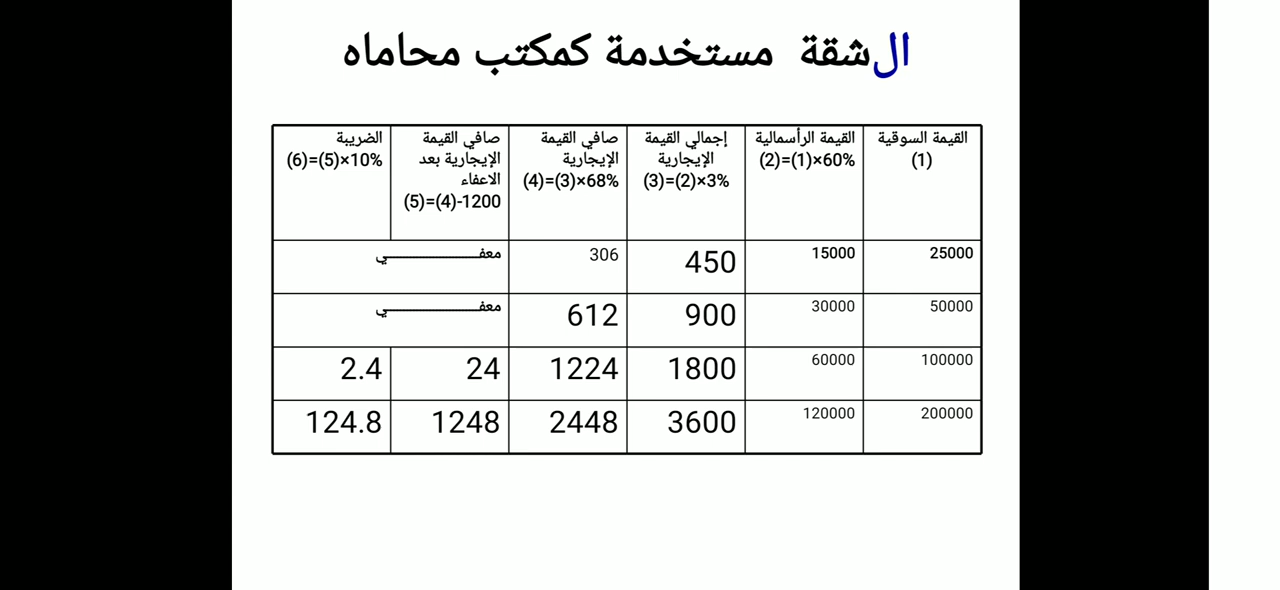 الشقة مستخدمة كمكتب محاماه
القيمة السوقية
(1)
القيمة الرأسمالية
(2)=(1)×60%
إجمالي القيمة
الإيجارية
(3)=(2)×3%
صافي القيمة
الإيجارية
(4)=(3)×68%
صافي القيمة
الإيجارية بعد
الاعفاء
(5)=(4)-1200
الضريبة
(6)=(5)×10%
25000 15000 450 306 معفـــــــــــــــــي
50000 30000 900 612 معفـــــــــــــــــي
100000 60000 1800 1224 24 2.4
200000 120000 3600 2448 1248 124.8